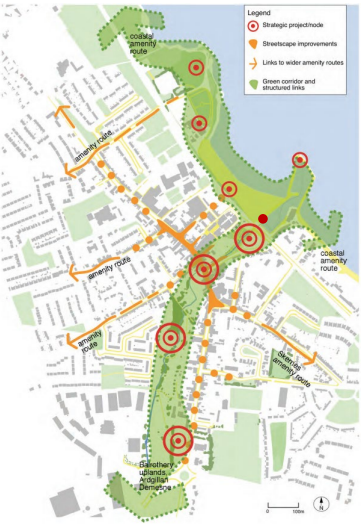 Legend
Strategic project/node
Streetscape improvements
Links to wider amenity routes
Green corridor and
structured links
coastal
amenity
route
amenity route
amenity route
amenity
route
coastal
amenity
route
Skerries
amenity route
Balrothery
uplands,
Ardgillan
Demesne
0
100m
N